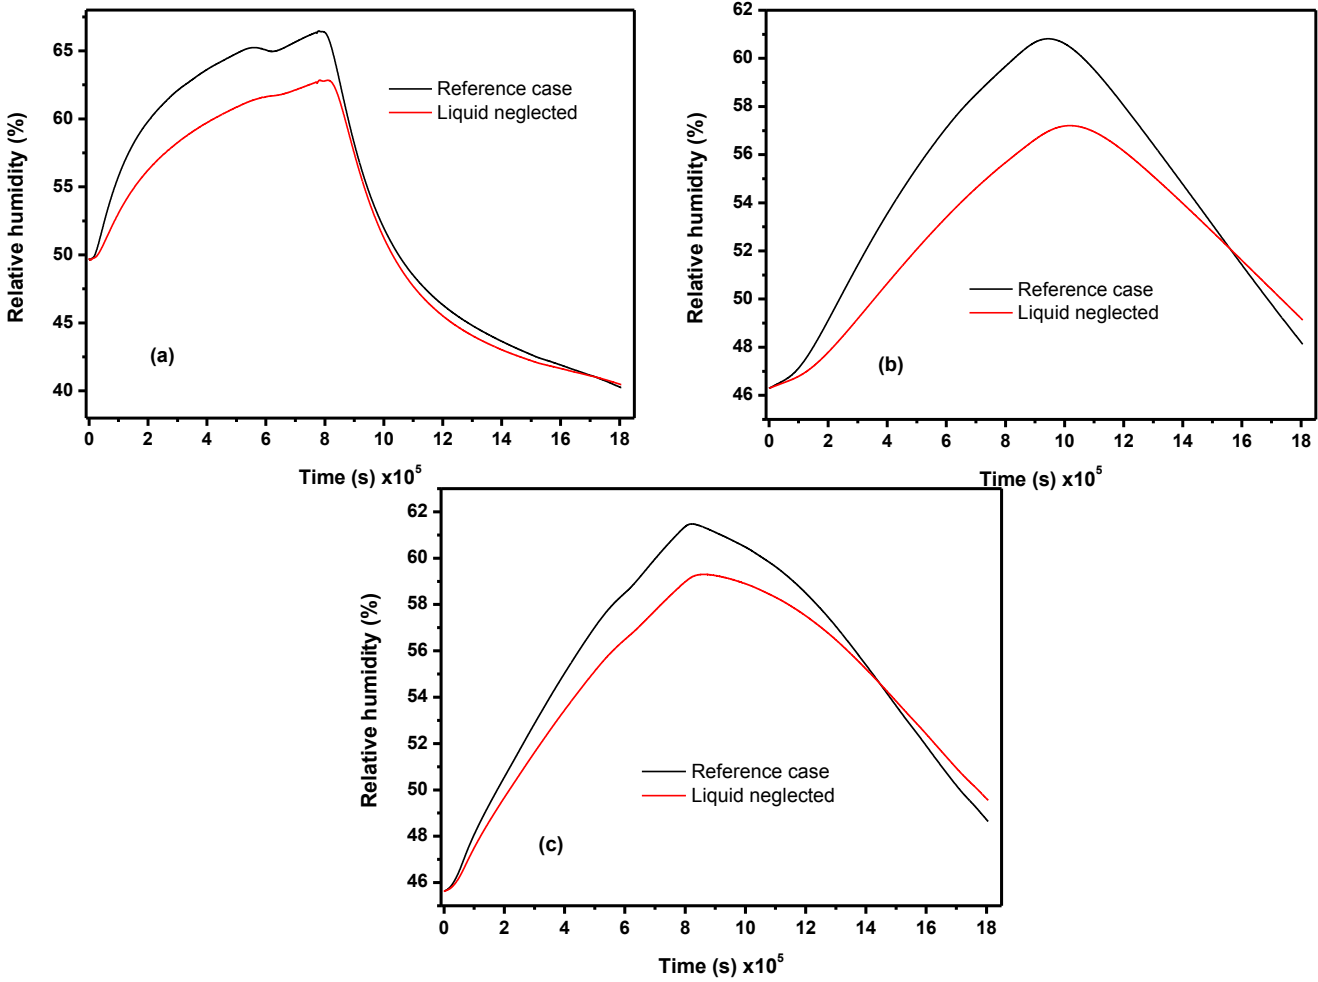 Relative humidity (%)
65
60
55
50
45
40
Reference case
Liquid neglected
(a)
0 2 4 6 8 10 12 14 16 18
Time (s) x10⁵
Relative humidity (%)
62
60
58
56
54
52
50
48
46
Reference case
Liquid neglected
(b)
0 2 4 6 8 10 12 14 16 18
Time (s) x10⁵
Relative humidity (%)
62
60
58
56
54
52
50
48
46
Reference case
Liquid neglected
(c)
0 2 4 6 8 10 12 14 16 18
Time (s) x10⁵